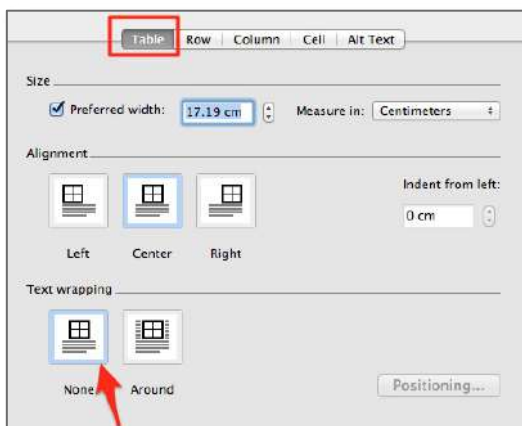 Table Row Column Cell Alt Text
Size
Preferred width: 17.19 cm Measure in: Centimeters
Alignment
Indent from left:
0 cm
Left Center Right
Text wrapping
None Around
Positioning...